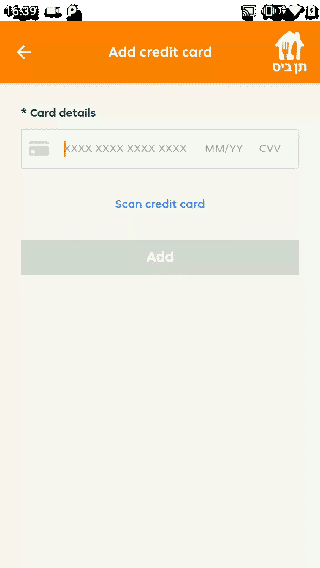 16:39
Add credit card
תן ביס
* Card details
XXXX XXXX XXXX XXXX MM/YY CVV
Scan credit card
Add